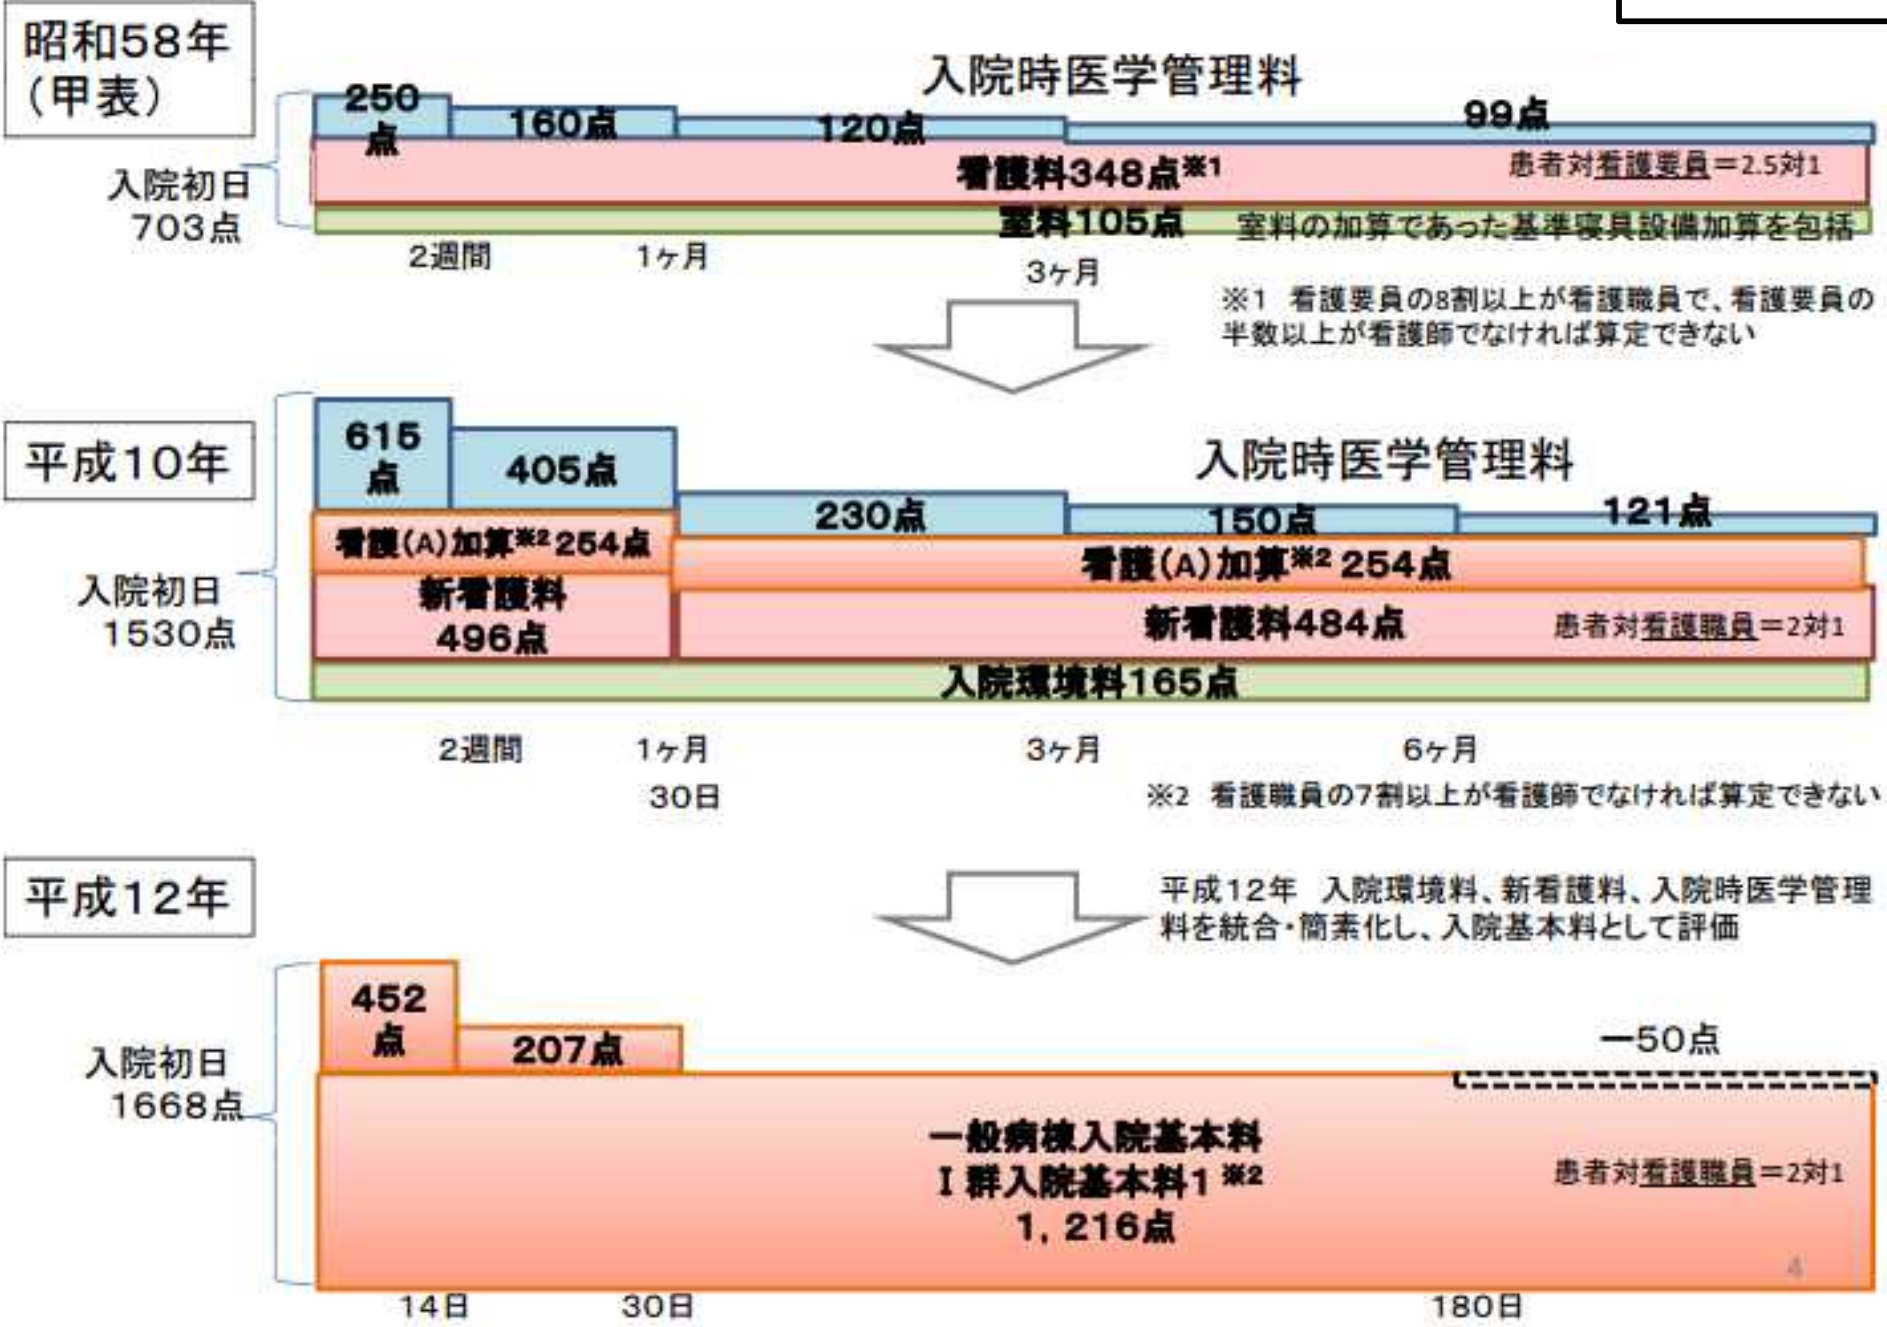 昭和58年
（甲表）
入院時医学管理料
250
点
160点
120点
99点
看護料348点※1
患者対看護要員＝2.5対1
入院初日
703点
室料105点
室料の加算であった基準寝具設備加算を包括
2週間
1ヶ月
3ヶ月
※1 看護要員の8割以上が看護職員で、看護要員の
半数以上が看護師でなければ算定できない
平成10年
入院時医学管理料
615
点
405点
230点
150点
121点
看護(A)加算※2 254点
看護(A)加算※2 254点
入院初日
1530点
新看護料
496点
新看護料484点
患者対看護職員＝2対1
入院環境料165点
2週間
1ヶ月
3ヶ月
6ヶ月
30日
※2 看護職員の7割以上が看護師でなければ算定できない
平成12年
平成12年 入院環境料、新看護料、入院時医学管理
料を統合・簡素化し、入院基本料として評価
452
点
207点
－50点
入院初日
1668点
一般病棟入院基本料
Ⅰ群入院基本料1 ※2
1，216点
患者対看護職員＝2対1
4
14日
30日
180日